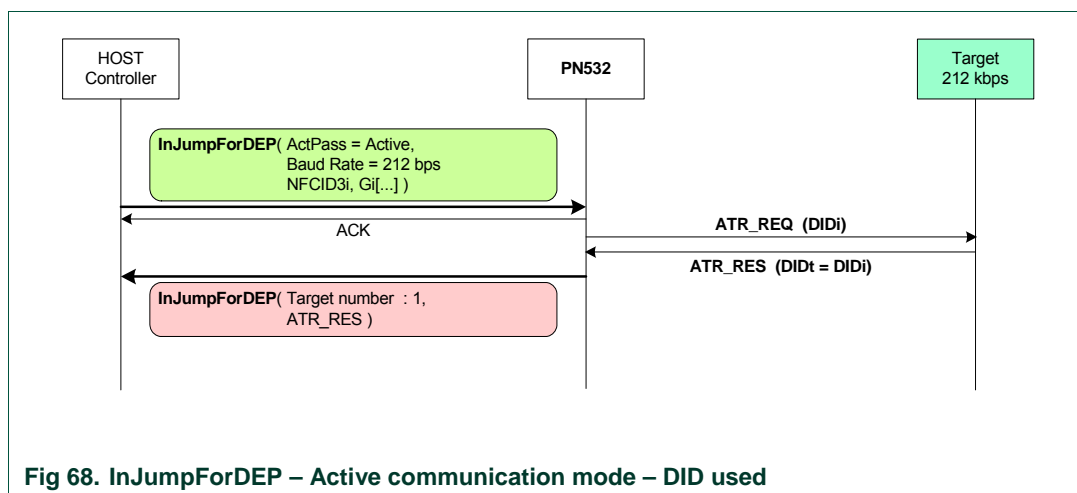 HOST
Controller
PN532
Target
212 kbps
InJumpForDEP( ActPass = Active,
Baud Rate = 212 bps
NFCID3i, Gi[...] )
ACK
ATR_REQ (DIDi)
ATR_RES (DIDt = DIDi)
InJumpForDEP( Target number : 1,
ATR_RES )
Fig 68. InJumpForDEP – Active communication mode – DID used